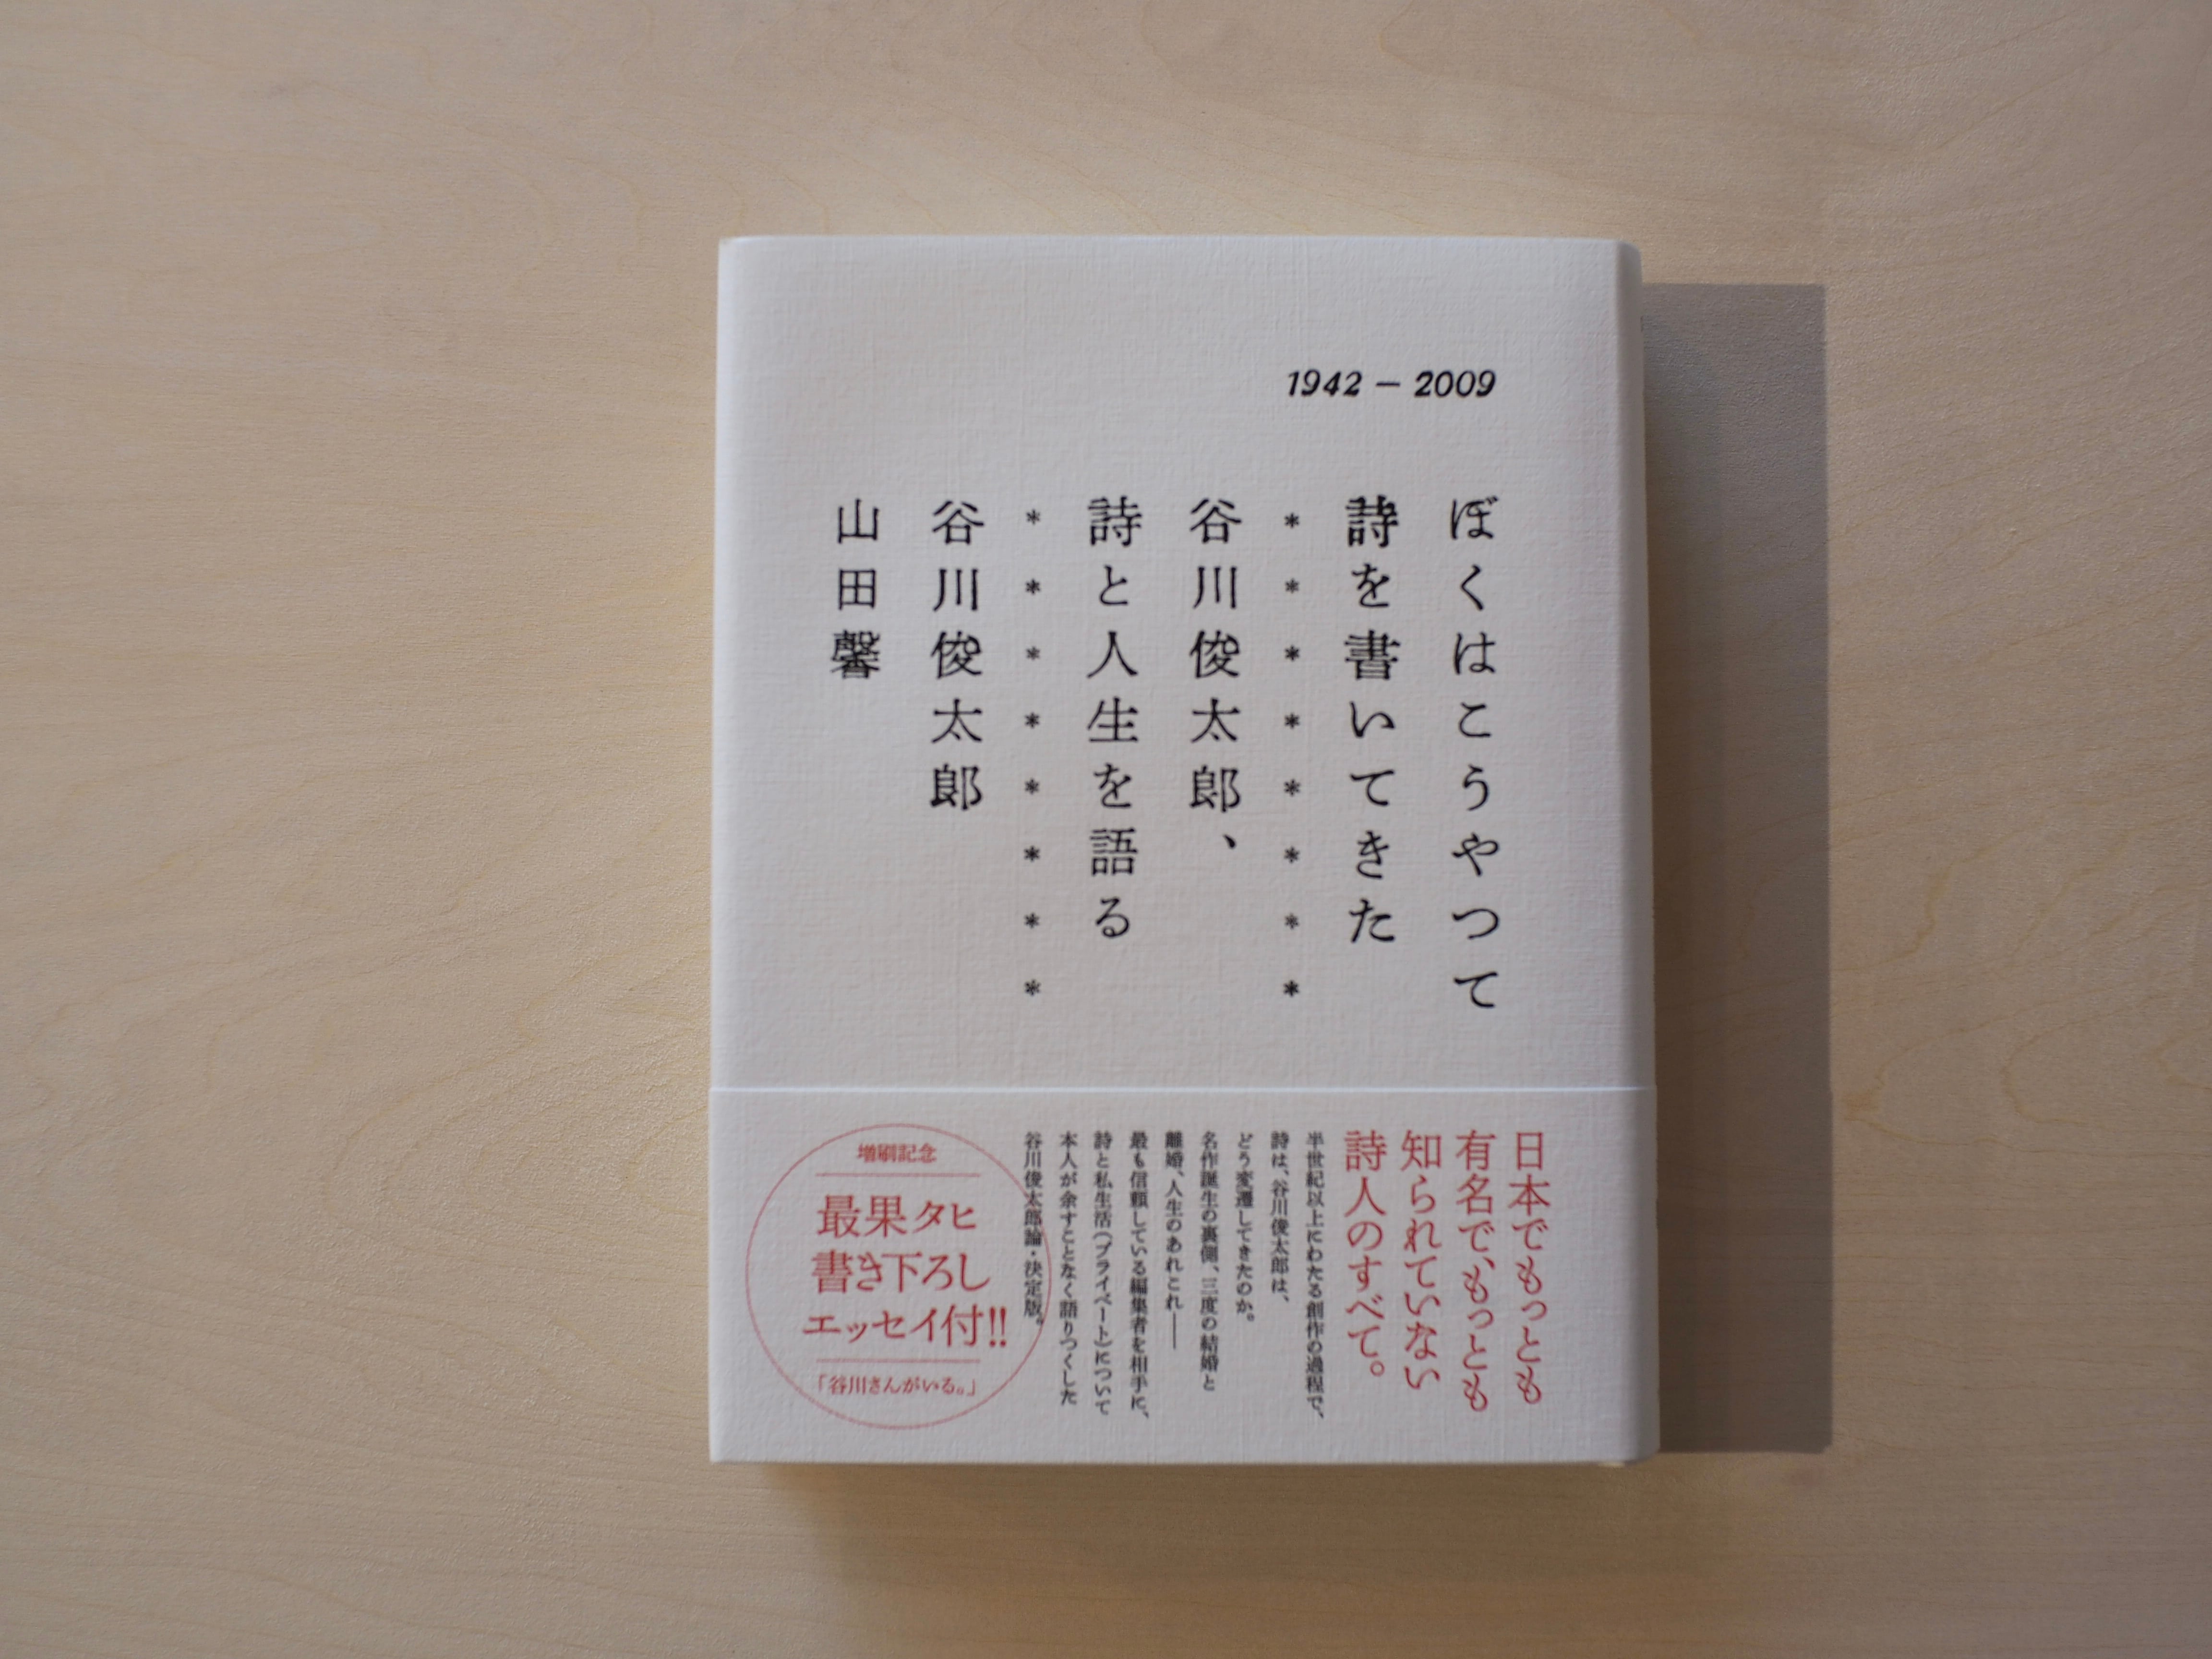 1942 – 2009
ぼくはこうやつて
詩を書いてきた
* * * * * * * *
谷川俊太郎、
詩と人生を語る
* * * * * * * *
谷川俊太郎
山田馨
日本でもっとも
有名で、もっとも
知られていない
詩人のすべて。
半世紀以上にわたる創作の過程で、
詩は、谷川俊太郎は、
どう変遷してきたのか。
名作誕生の裏側、三度の結婚と
離婚、人生のあれこれ——
最も信頼している編集者を相手に、
詩と私生活（プライベート）について
本人が余すことなく語りつくした
谷川俊太郎論・決定版。
増刷記念
最果タヒ
書き下ろし
エッセイ付!!
「谷川さんがいる。」